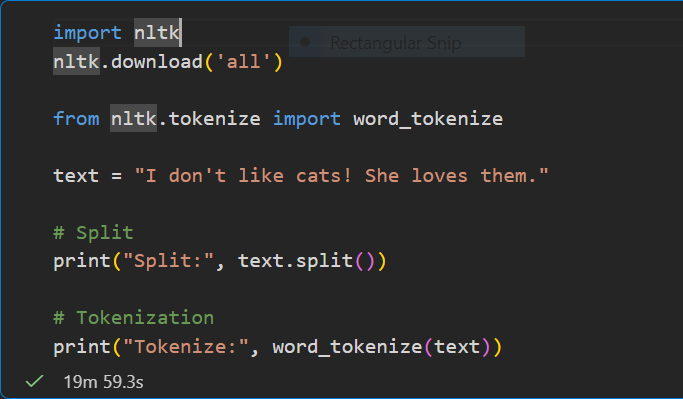 import nltk
Rectangular Snip
nltk.download('all')
from nltk.tokenize import word_tokenize
text = "I don't like cats! She loves them."
# Split
print("Split:", text.split())
# Tokenization
print("Tokenize:", word_tokenize(text))
19m 59.3s